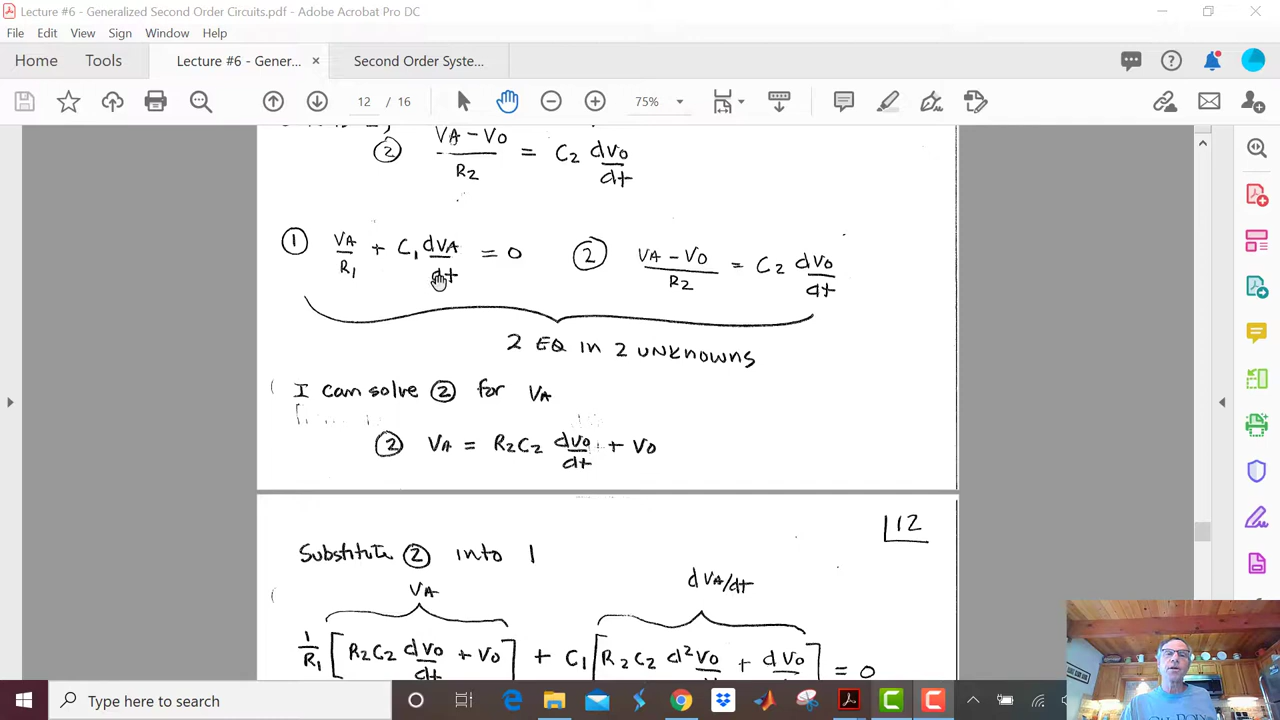 Lecture #6 - Generalized Second Order Circuits.pdf - Adobe Acrobat Pro DC
File Edit View Sign Window Help
Home Tools Lecture #6 - Gener... × Second Order Syste...
12 / 16 75%
② VA - VO / R2 = C2 dvo/dt
① VA/R1 + C1 dVA/dt = 0 ② VA - VO / R2 = C2 dvo/dt
2 EQ in 2 unknowns
I can solve ② for VA
② VA = R2C2 dvo/dt + VO
12
Substitute ② into 1
VA dVA/dt
1/R1 [R2C2 dvo/dt + VO] + C1 [R2C2 d²vo + dvo] = 0
Type here to search